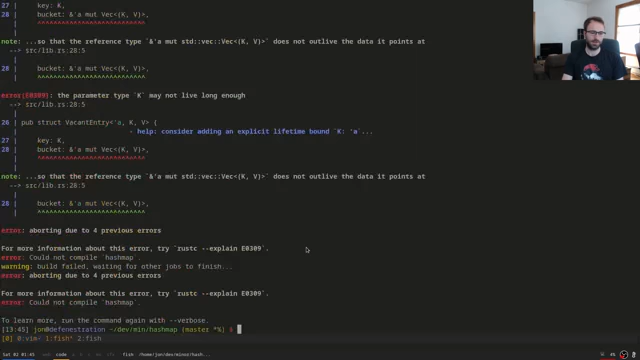 27 |     key: K,
28 |     bucket: &'a mut Vec<(K, V)>,
   |     ^^^^^^^^^^^^^^^^^^^^^^^^^^^
note: ...so that the reference type `&'a mut std::vec::Vec<(K, V)>` does not outlive the data it points at
  --> src/lib.rs:28:5
   |
28 |     bucket: &'a mut Vec<(K, V)>,
   |     ^^^^^^^^^^^^^^^^^^^^^^^^^^^
error[E0309]: the parameter type `K` may not live long enough
  --> src/lib.rs:28:5
   |
26 | pub struct VacantEntry<'a, K, V> {
   |                            - help: consider adding an explicit lifetime bound `K: 'a`...
27 |     key: K,
28 |     bucket: &'a mut Vec<(K, V)>,
   |     ^^^^^^^^^^^^^^^^^^^^^^^^^^^
note: ...so that the reference type `&'a mut std::vec::Vec<(K, V)>` does not outlive the data it points at
  --> src/lib.rs:28:5
   |
28 |     bucket: &'a mut Vec<(K, V)>,
   |     ^^^^^^^^^^^^^^^^^^^^^^^^^^^
error: aborting due to 4 previous errors
For more information about this error, try `rustc --explain E0309`.
error: Could not compile `hashmap`.
warning: build failed, waiting for other jobs to finish...
error: aborting due to 4 previous errors
For more information about this error, try `rustc --explain E0309`.
error: Could not compile `hashmap`.
To learn more, run the command again with --verbose.
[13:45] jon@defenestration ~/dev/min/hashmap (master *%) $
[0] 0:vim- 1:fish* 2:fish
Sat 02 - 01:45
code
fish